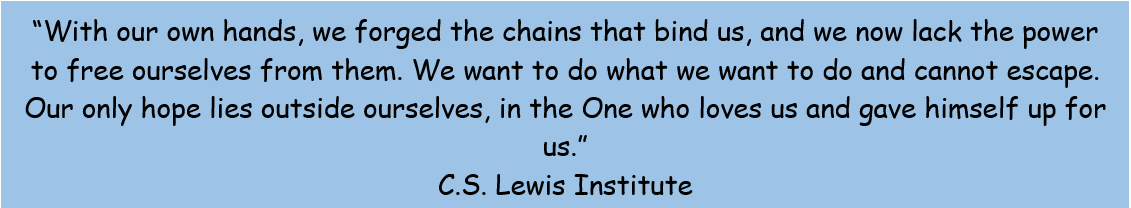 “With our own hands, we forged the chains that bind us, and we now lack the power
to free ourselves from them. We want to do what we want to do and cannot escape.
Our only hope lies outside ourselves, in the One who loves us and gave himself up for
us.”
C.S. Lewis Institute